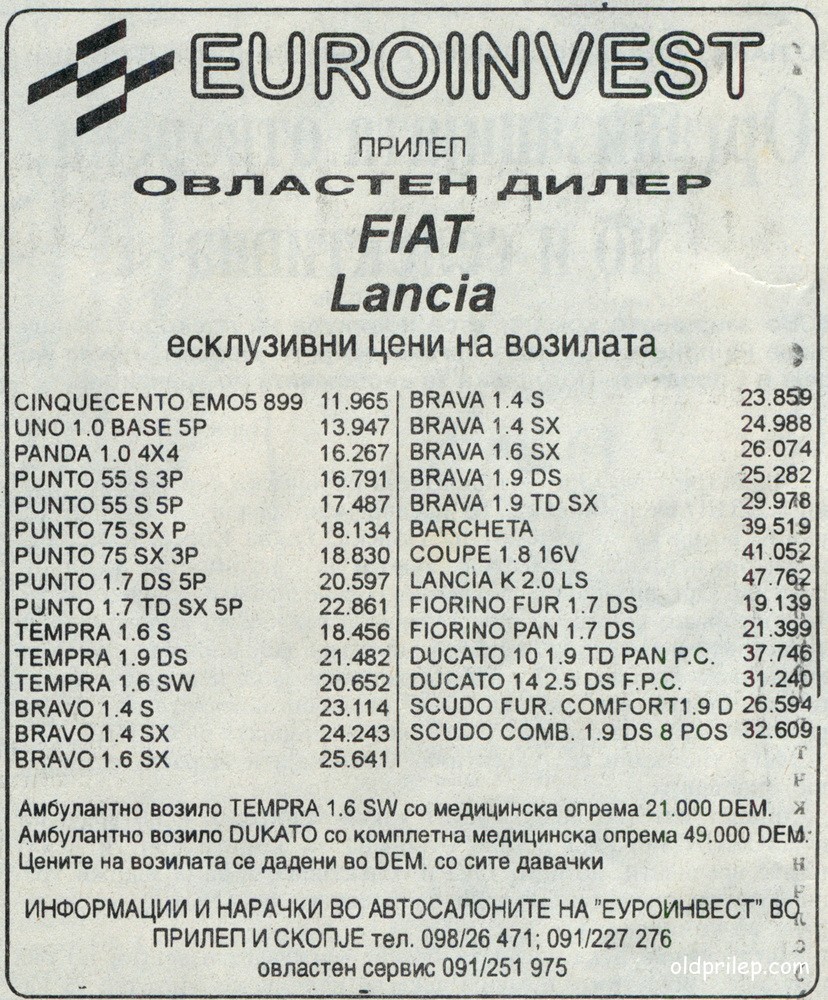 EUROINVEST
ПРИЛЕП
ОВЛАСТЕН ДИЛЕР
FIAT
Lancia
есклузивни цени на возилата
CINQUECENTO EMO5 899 11.965
UNO 1.0 BASE 5P 13.947
PANDA 1.0 4X4 16.267
PUNTO 55 S 3P 16.791
PUNTO 55 S 5P 17.487
PUNTO 75 SX P 18.134
PUNTO 75 SX 3P 18.830
PUNTO 1.7 DS 5P 20.597
PUNTO 1.7 TD SX 5P 22.861
TEMPRA 1.6 S 18.456
TEMPRA 1.9 DS 21.482
TEMPRA 1.6 SW 20.652
BRAVO 1.4 S 23.114
BRAVO 1.4 SX 24.243
BRAVO 1.6 SX 25.641
BRAVA 1.4 S 23.859
BRAVA 1.4 SX 24.988
BRAVA 1.6 SX 26.074
BRAVA 1.9 DS 25.282
BRAVA 1.9 TD SX 29.978
BARCHETA 39.519
COUPE 1.8 16V 41.052
LANCIA K 2.0 LS 47.762
FIORINO FUR 1.7 DS 19.139
FIORINO PAN 1.7 DS 21.399
DUCATO 10 1.9 TD PAN P.C. 37.746
DUCATO 14 2.5 DS F.P.C. 31.240
SCUDO FUR. COMFORT1.9 D 26.594
SCUDO COMB. 1.9 DS 8 POS 32.609
Амбулантно возило TEMPRA 1.6 SW со медицинска опрема 21.000 DEM.
Амбулантно возило DUKATO со комплетна медицинска опрема 49.000 DEM.
Цените на возилата се дадени во DEM. со сите давачки
ИНФОРМАЦИИ И НАРАЧКИ ВО АВТОСАЛОНИТЕ НА "ЕУРОИНВЕСТ" ВО
ПРИЛЕП И СКОПЈЕ тел. 098/26 471; 091/227 276
овластен сервис 091/251 975
oldprilep.com